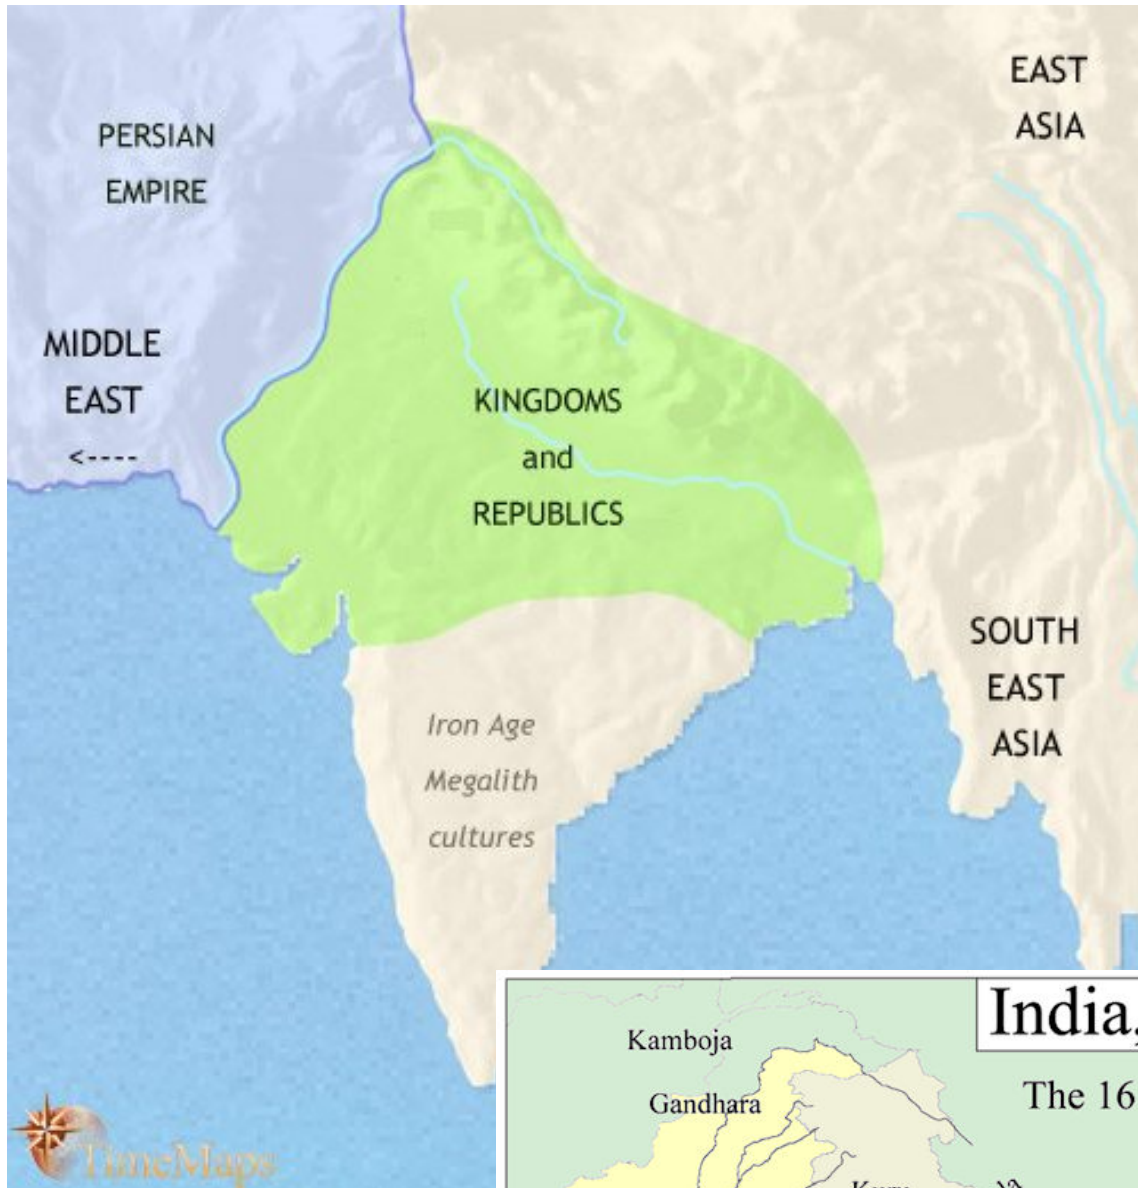 EAST
ASIA
PERSIAN
EMPIRE
MIDDLE
EAST
<----
KINGDOMS
and
REPUBLICS
SOUTH
EAST
ASIA
Iron Age
Megalith
cultures
TimeMaps
India,
Kamboja
The 16
Gandhara
Kuru